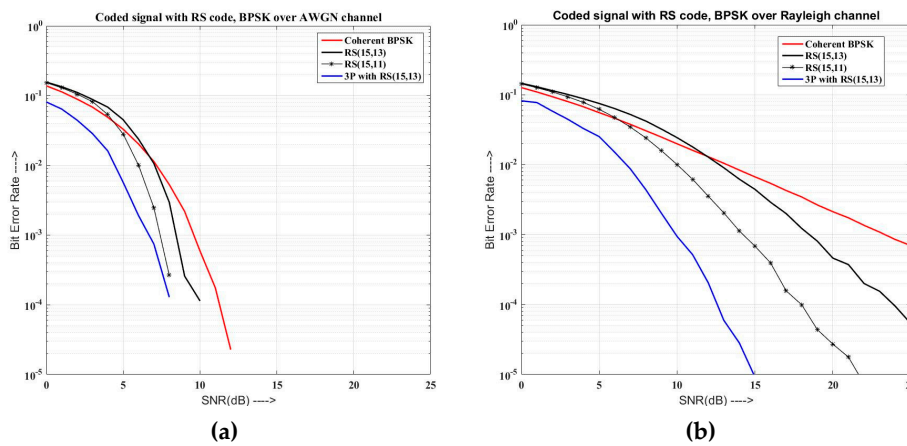 Coded signal with RS code, BPSK over AWGN channel
10^0
10^-1
10^-2
10^-3
10^-4
10^-5
Bit Error Rate ---->
0
5
10
15
20
25
SNR(dB) ---->
Coherent BPSK
RS(15,13)
RS(15,11)
3P with RS(15,13)
(a)
Coded signal with RS code, BPSK over Rayleigh channel
10^0
10^-1
10^-2
10^-3
10^-4
10^-5
Bit Error Rate ---->
0
5
10
15
20
SNR(dB) ---->
Coherent BPSK
RS(15,13)
RS(15,11)
3P with RS(15,13)
(b)